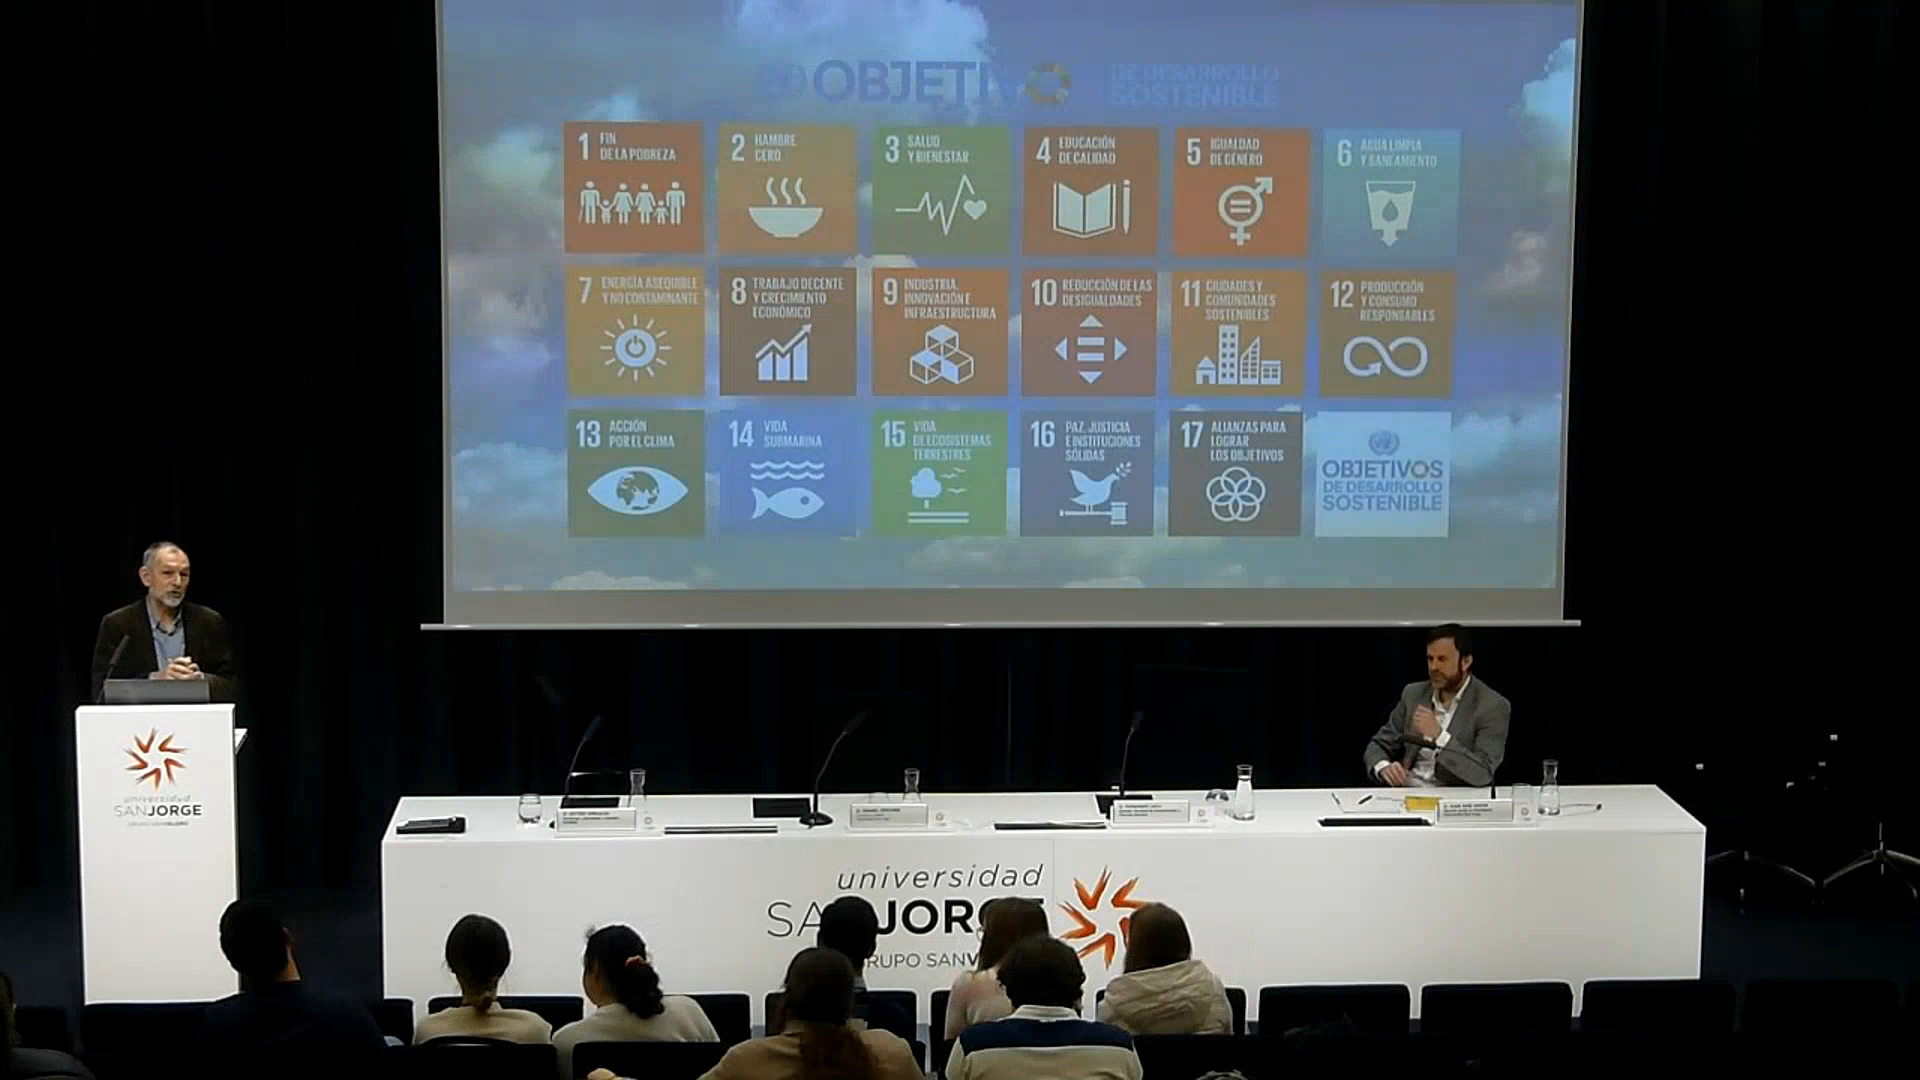 OBJETIVO
DE DESARROLLO
SOSTENIBLE
1 FIN
DE LA POBREZA
2 HAMBRE
CERO
3 SALUD
Y BIENESTAR
4 EDUCACIÓN
DE CALIDAD
5 IGUALDAD
DE GÉNERO
6 AGUA LIMPIA
Y SANEAMIENTO
7 ENERGÍA ASEQUIBLE
Y NO CONTAMINANTE
8 TRABAJO DECENTE
Y CRECIMIENTO
ECONÓMICO
9 INDUSTRIA,
INNOVACIÓN E
INFRAESTRUCTURA
10 REDUCCIÓN DE LAS
DESIGUALDADES
11 CIUDADES Y
COMUNIDADES
SOSTENIBLES
12 PRODUCCIÓN
Y CONSUMO
RESPONSABLES
13 ACCIÓN
POR EL CLIMA
14 VIDA
SUBMARINA
15 VIDA
DE ECOSISTEMAS
TERRESTRES
16 PAZ, JUSTICIA
E INSTITUCIONES
SÓLIDAS
17 ALIANZAS PARA
LOGRAR
LOS OBJETIVOS
OBJETIVOS
DE DESARROLLO
SOSTENIBLE
universidad
SANJORGE
GRUPO SANVALERO
universidad
SANJORGE
GRUPO SANV